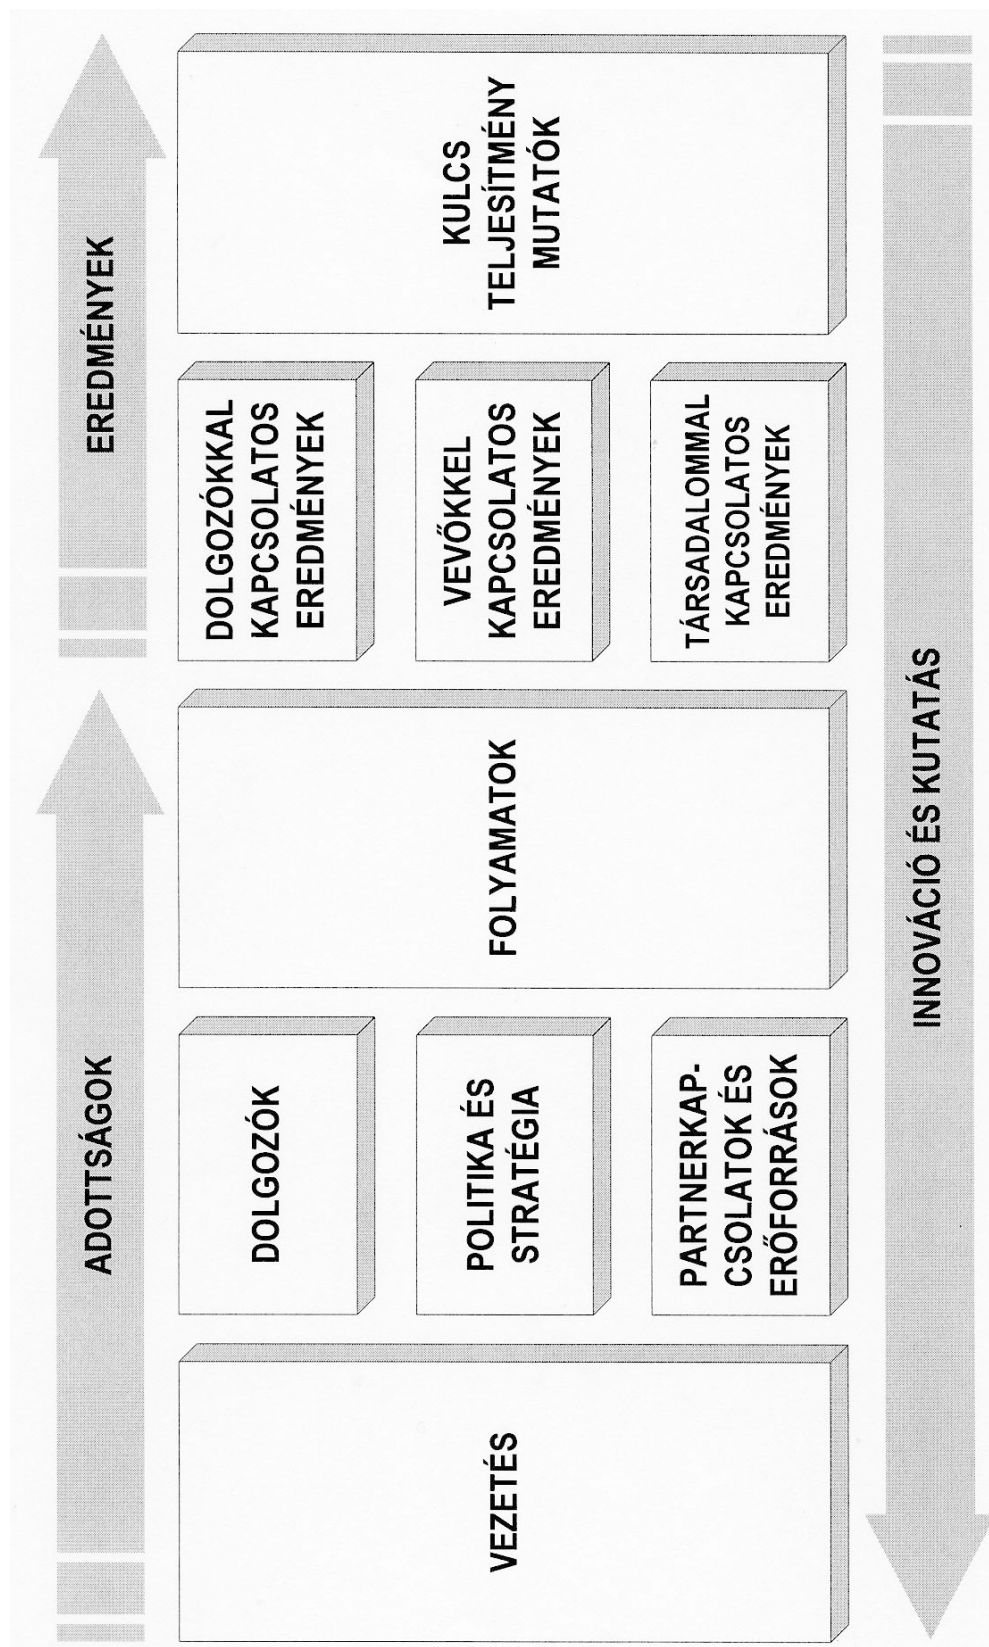 ADOTTSÁGOK
EREDMÉNYEK
VEZETÉS
DOLGOZÓK
POLITIKA ÉS
STRATÉGIA
PARTNERKAP-
CSOLATOK ÉS
ERŐFORRÁSOK
FOLYAMATOK
DOLGOZÓKKAL
KAPCSOLATOS
EREDMÉNYEK
VEVŐKKEL
KAPCSOLATOS
EREDMÉNYEK
TÁRSADALOMMAL
KAPCSOLATOS
EREDMÉNYEK
KULCS
TELJESÍTMÉNY
MUTATÓK
INNOVÁCIÓ ÉS KUTATÁS